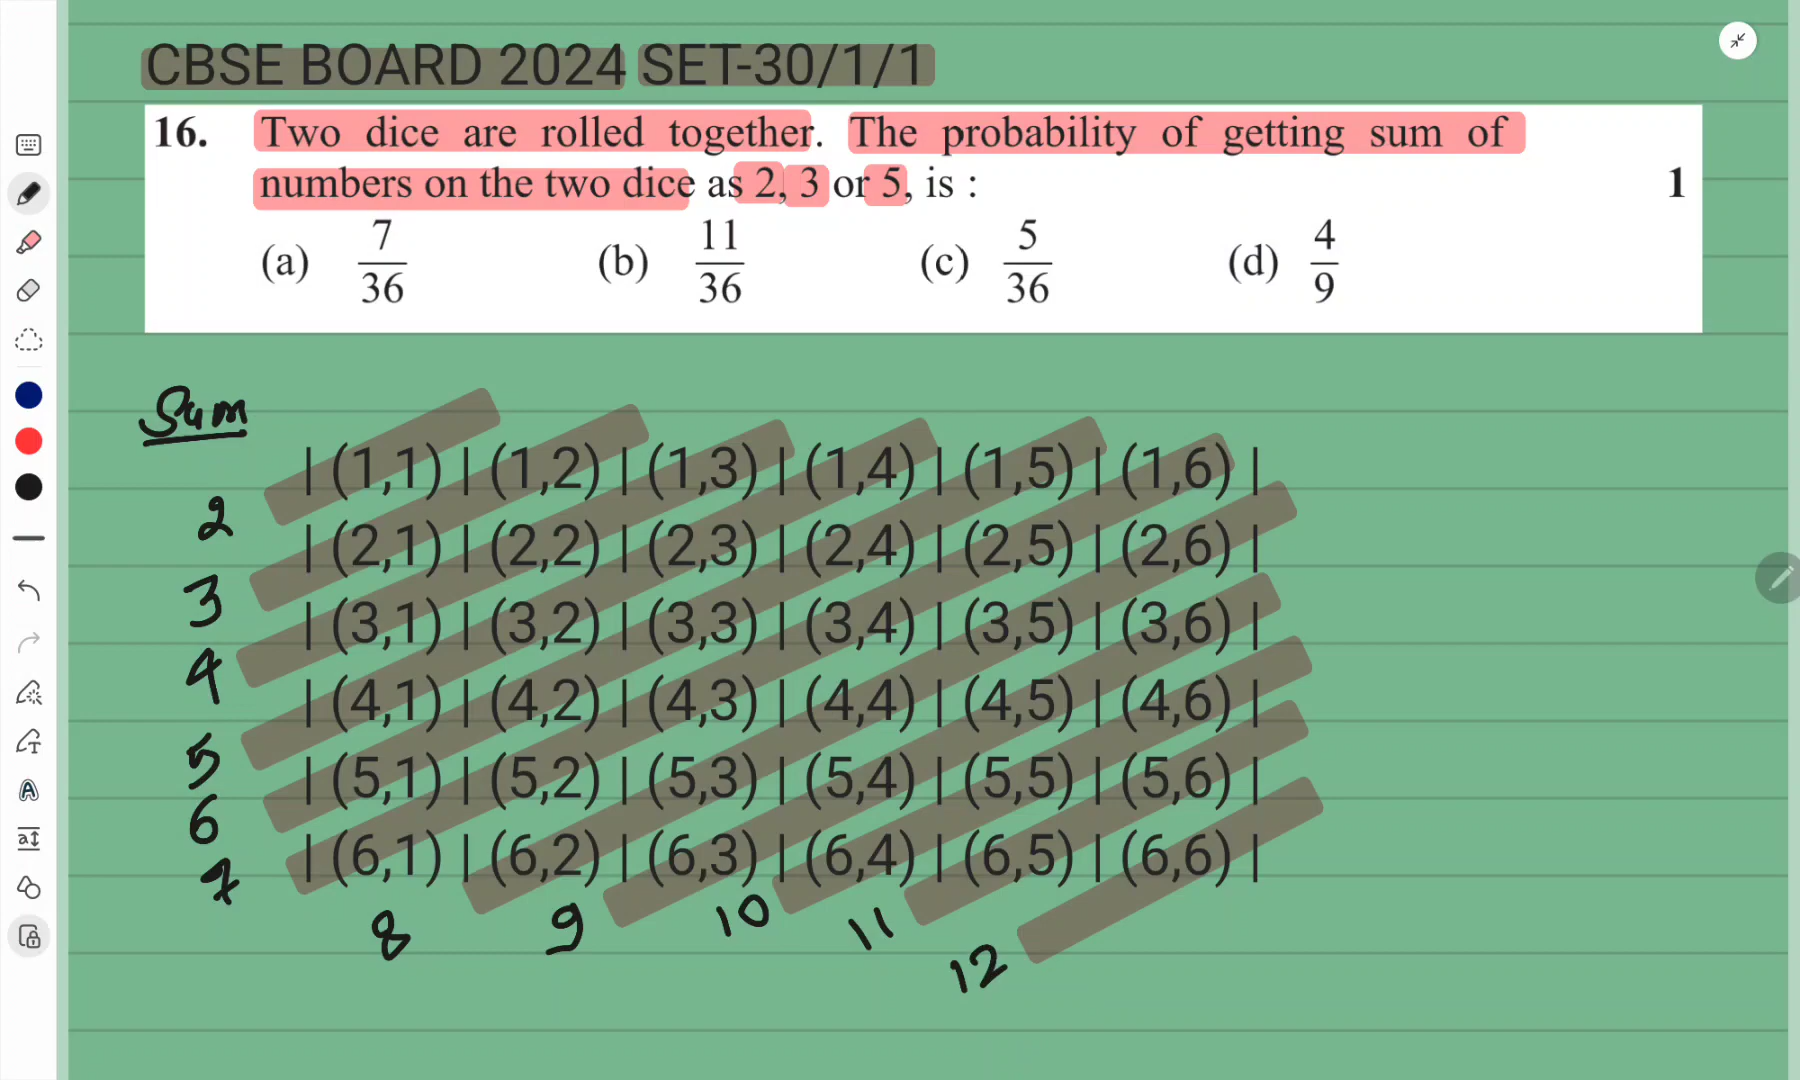 CBSE BOARD 2024 SET-30/1/1
16. Two dice are rolled together. The probability of getting sum of
numbers on the two dice as 2, 3 or 5, is : 1
(a) 7/36 (b) 11/36 (c) 5/36 (d) 4/9
Sum
| (1,1) | (1,2) | (1,3) | (1,4) | (1,5) | (1,6) |
2
| (2,1) | (2,2) | (2,3) | (2,4) | (2,5) | (2,6) |
3
| (3,1) | (3,2) | (3,3) | (3,4) | (3,5) | (3,6) |
4
| (4,1) | (4,2) | (4,3) | (4,4) | (4,5) | (4,6) |
5
| (5,1) | (5,2) | (5,3) | (5,4) | (5,5) | (5,6) |
6
| (6,1) | (6,2) | (6,3) | (6,4) | (6,5) | (6,6) |
7
8 9 10 11 12